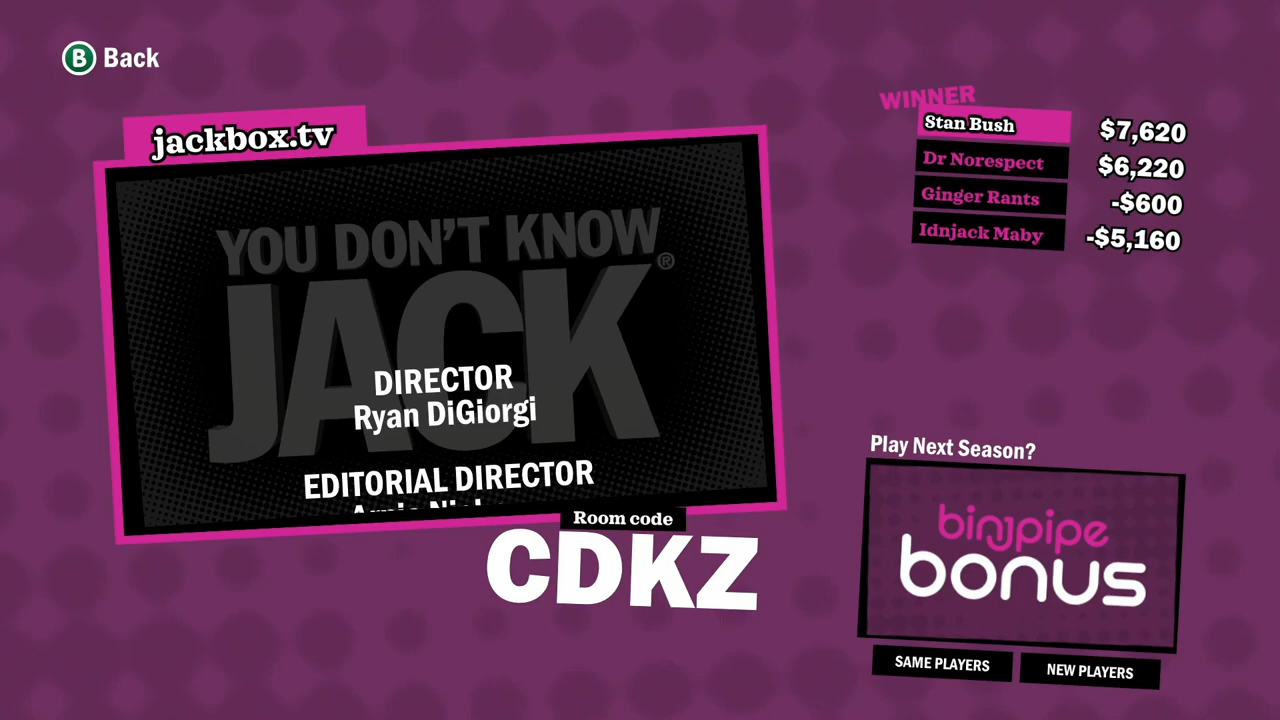 B Back
jackbox.tv
YOU DON'T KNOW
JACK®
DIRECTOR
Ryan DiGiorgi
EDITORIAL DIRECTOR
Room code
CDKZ
WINNER
Stan Bush $7,620
Dr Norespect $6,220
Ginger Rants -$600
Idnjack Maby -$5,160
Play Next Season?
binjpipe
bonus
SAME PLAYERS
NEW PLAYERS